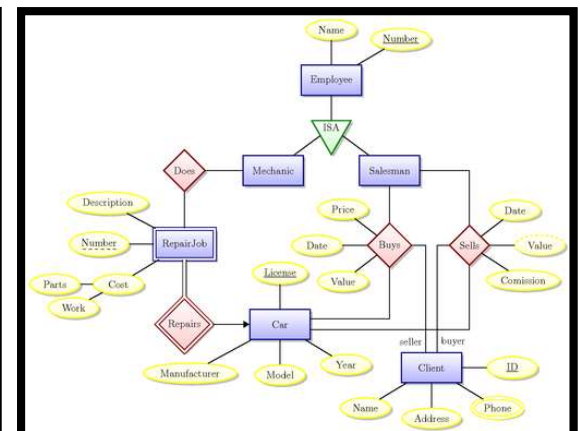 Name
Number
Employee
ISA
Does
Mechanic
Salesman
Description
Price
Date
Number
RepairJob
Date
Buys
Sells
Value
Parts
Cost
License
Value
Comission
Work
Repairs
Car
seller
buyer
Manufacturer
Model
Year
Client
ID
Name
Address
Phone